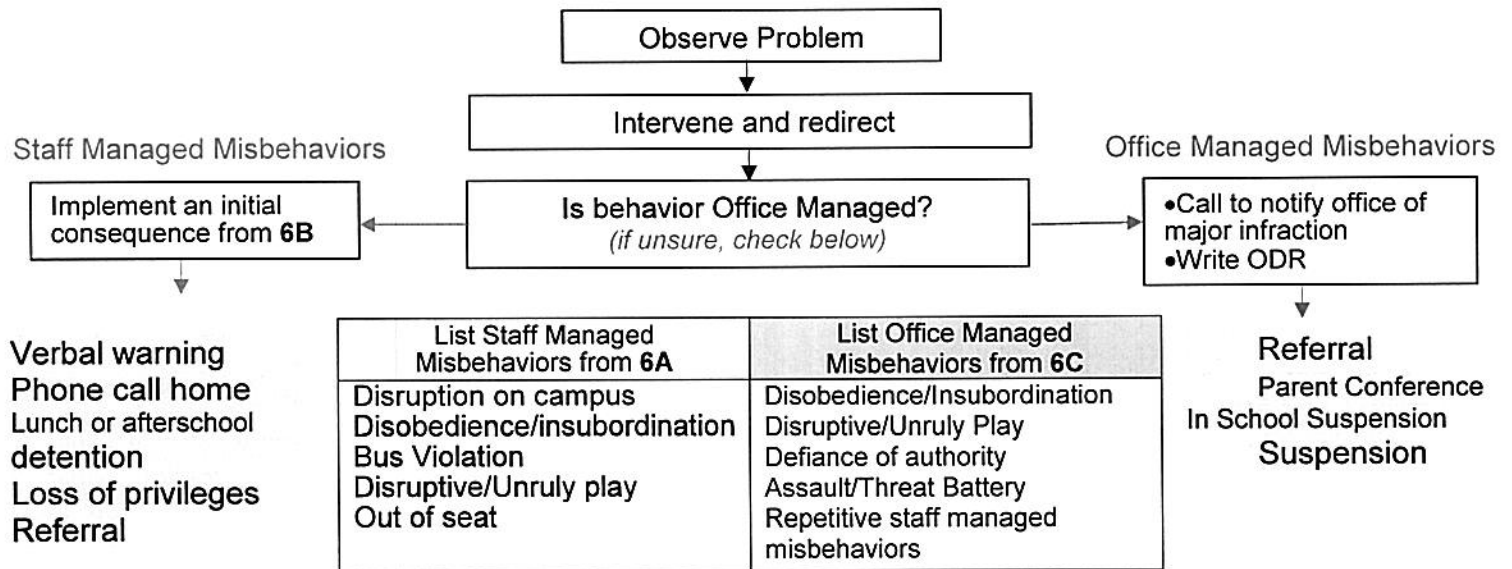 Observe Problem
Intervene and redirect
Staff Managed Misbehaviors
Office Managed Misbehaviors
Implement an initial
consequence from 6B
Is behavior Office Managed?
(if unsure, check below)
•Call to notify office of
major infraction
•Write ODR
Verbal warning
Phone call home
Lunch or afterschool
detention
Loss of privileges
Referral
List Staff Managed
Misbehaviors from 6A
Disruption on campus
Disobedience/insubordination
Bus Violation
Disruptive/Unruly play
Out of seat
List Office Managed
Misbehaviors from 6C
Disobedience/Insubordination
Disruptive/Unruly Play
Defiance of authority
Assault/Threat Battery
Repetitive staff managed
misbehaviors
Referral
Parent Conference
In School Suspension
Suspension